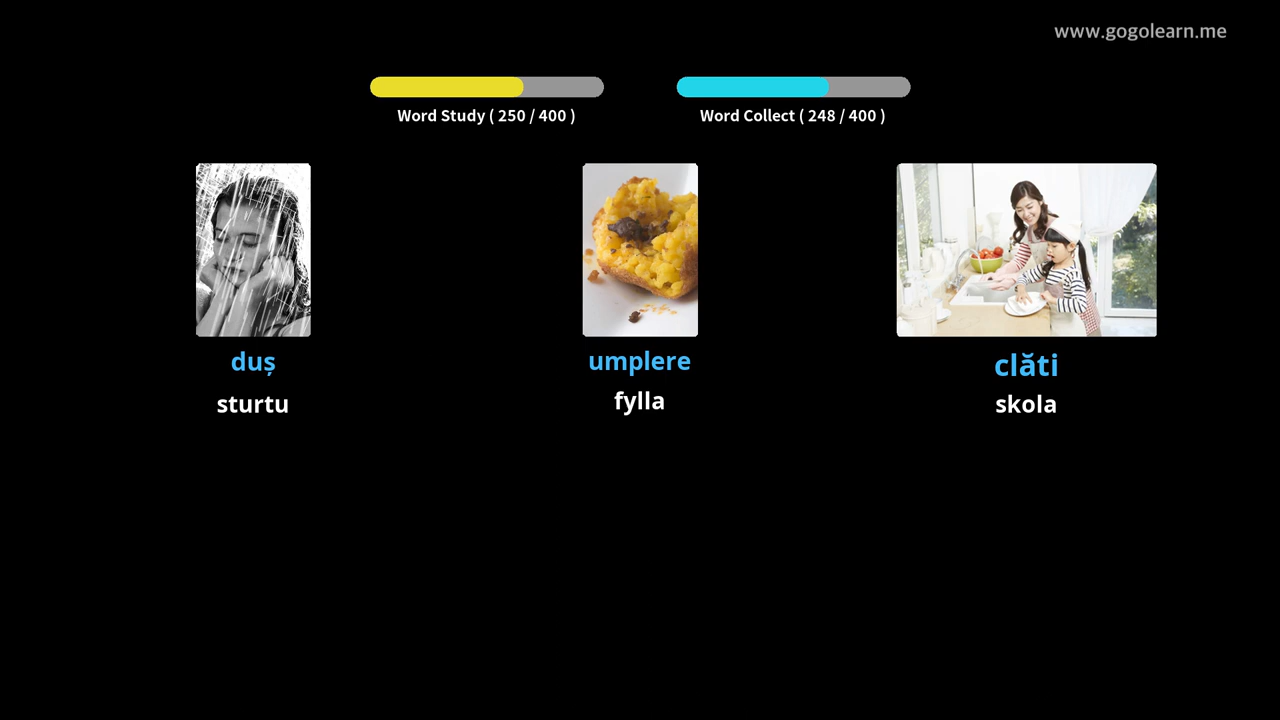 www.gogolearn.me
Word Study ( 250 / 400 )
Word Collect ( 248 / 400 )
duș
umplere
clăti
sturtu
fylla
skola